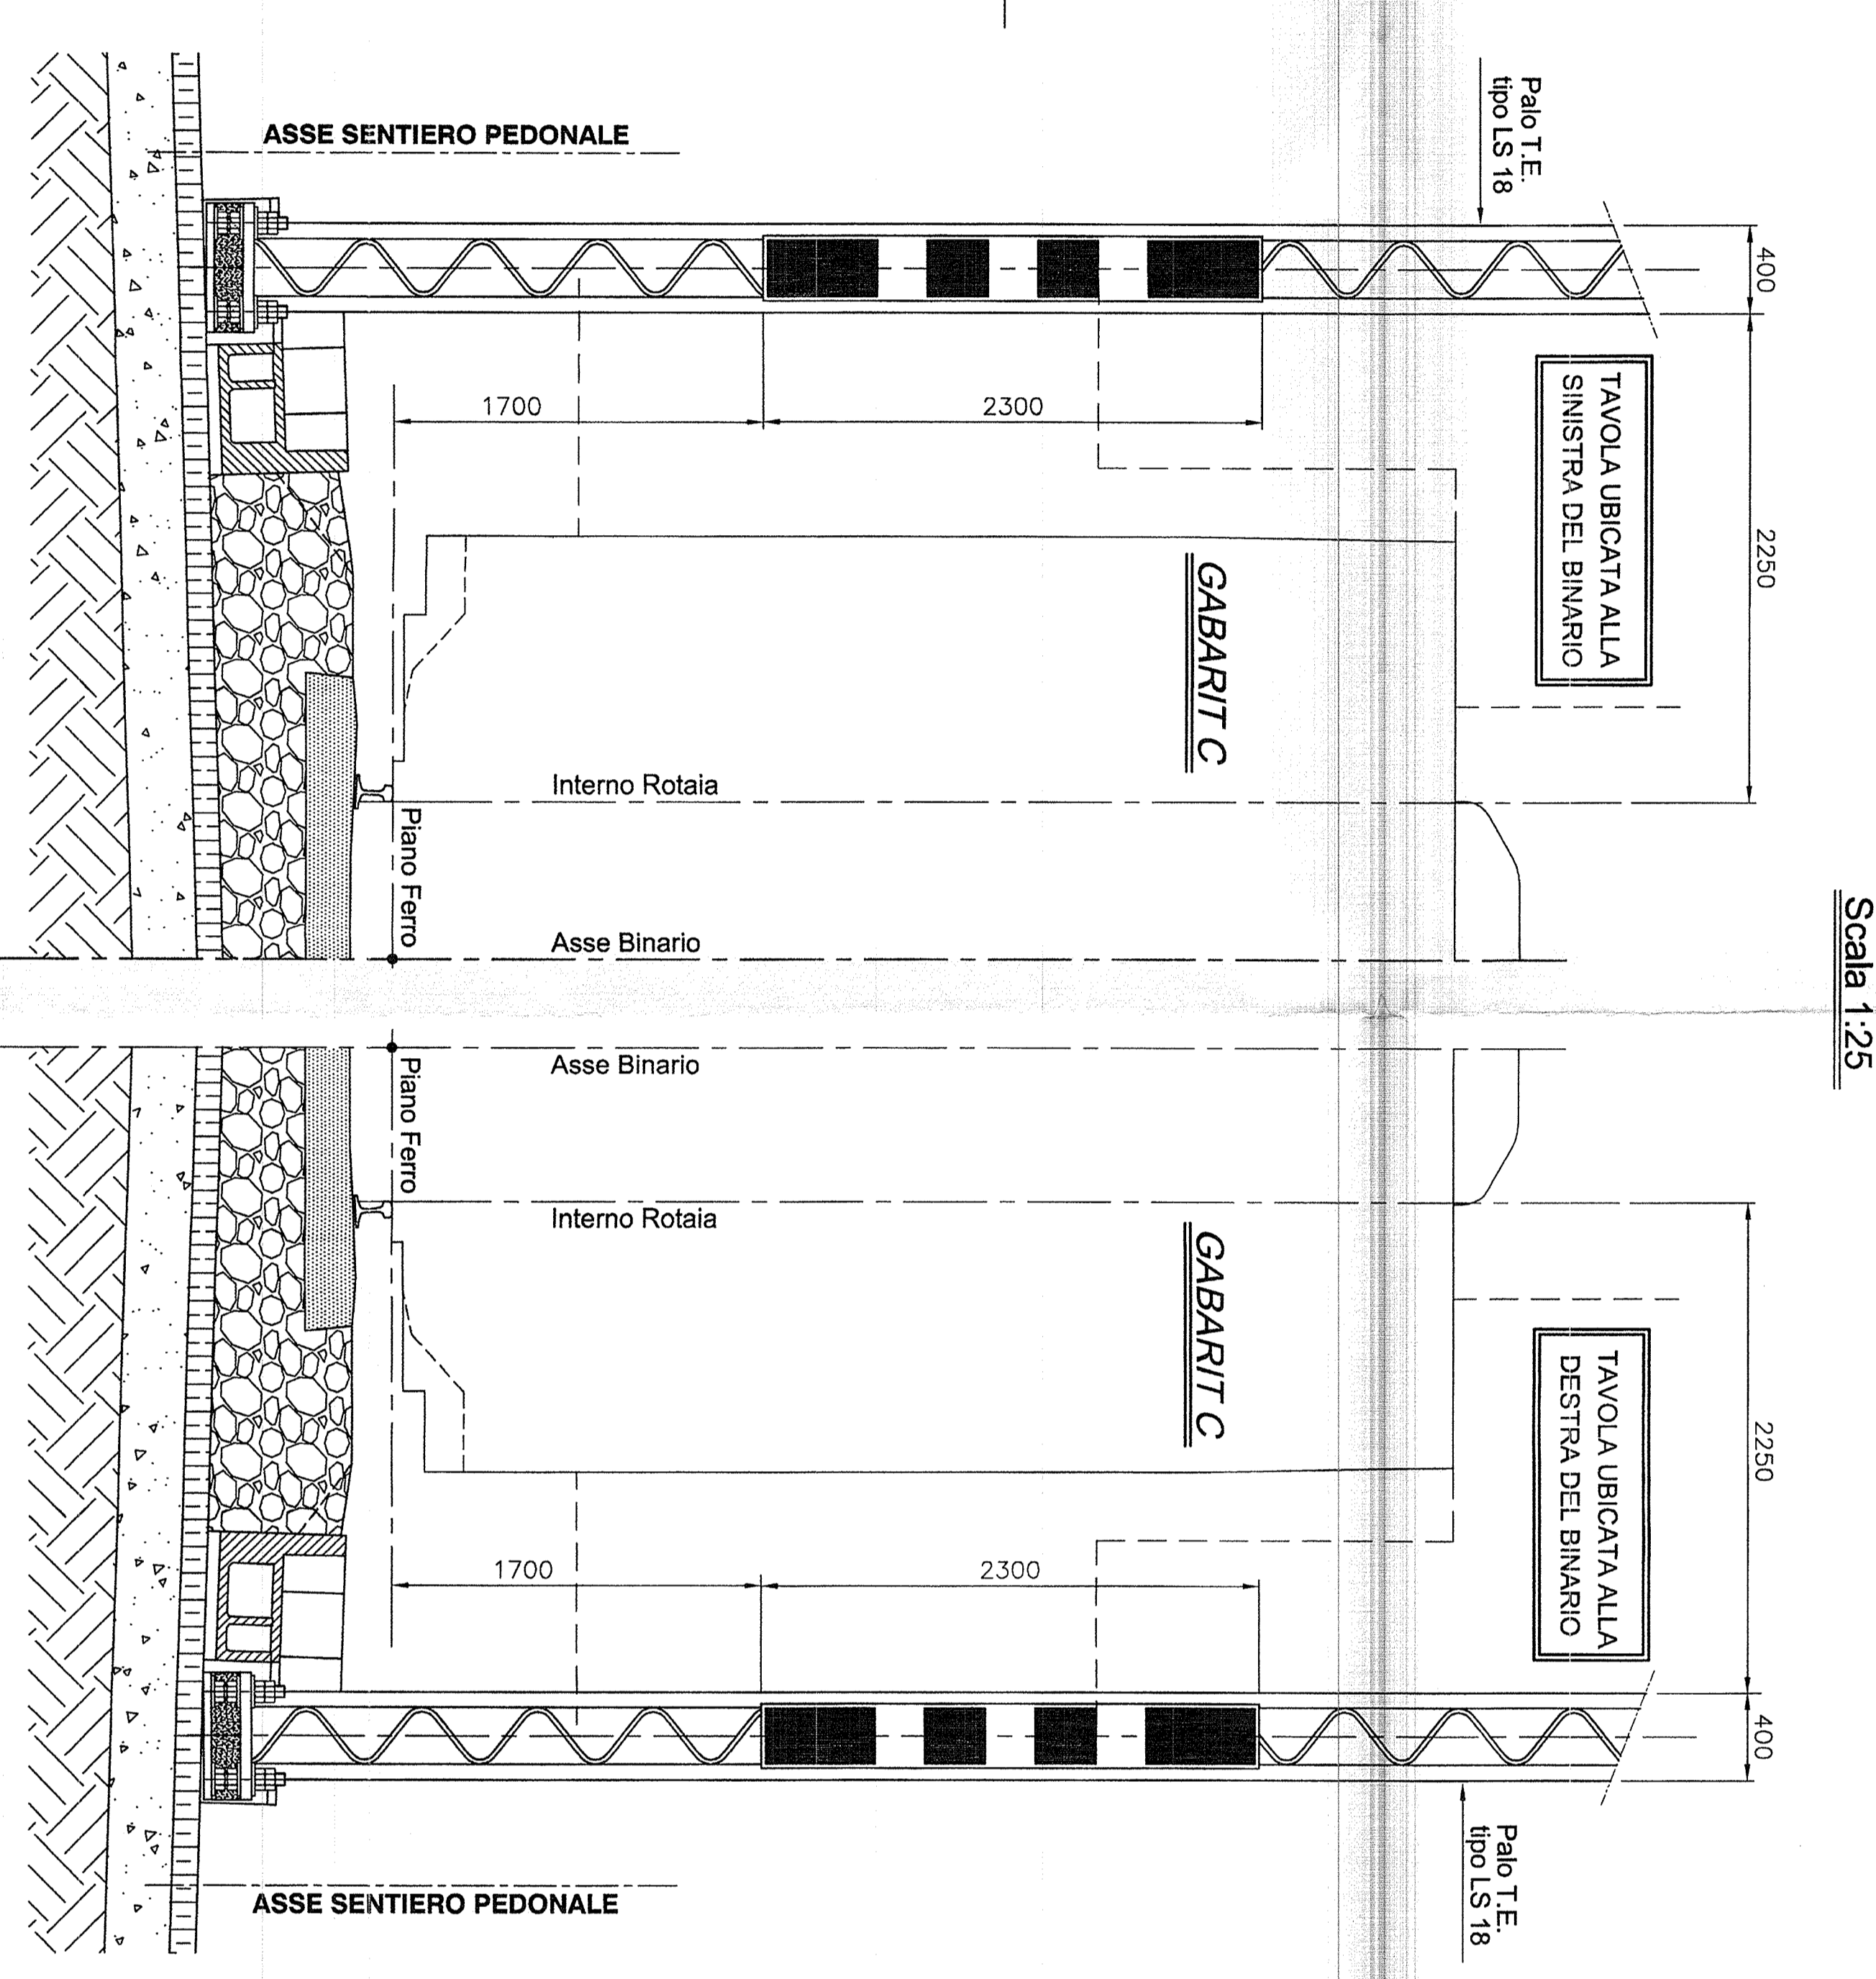 Scala 1:25
Palo T.E.
tipo LS 18
ASSE SENTIERO PEDONALE
400
2250
TAVOLA UBICATA ALLA
SINISTRA DEL BINARIO
1700
2300
GABARIT C
Interno Rotaia
Piano Ferro
Asse Binario
Asse Binario
Piano Ferro
Interno Rotaia
GABARIT C
TAVOLA UBICATA ALLA
DESTRA DEL BINARIO
2250
1700
2300
400
Palo T.E.
tipo LS 18
ASSE SENTIERO PEDONALE